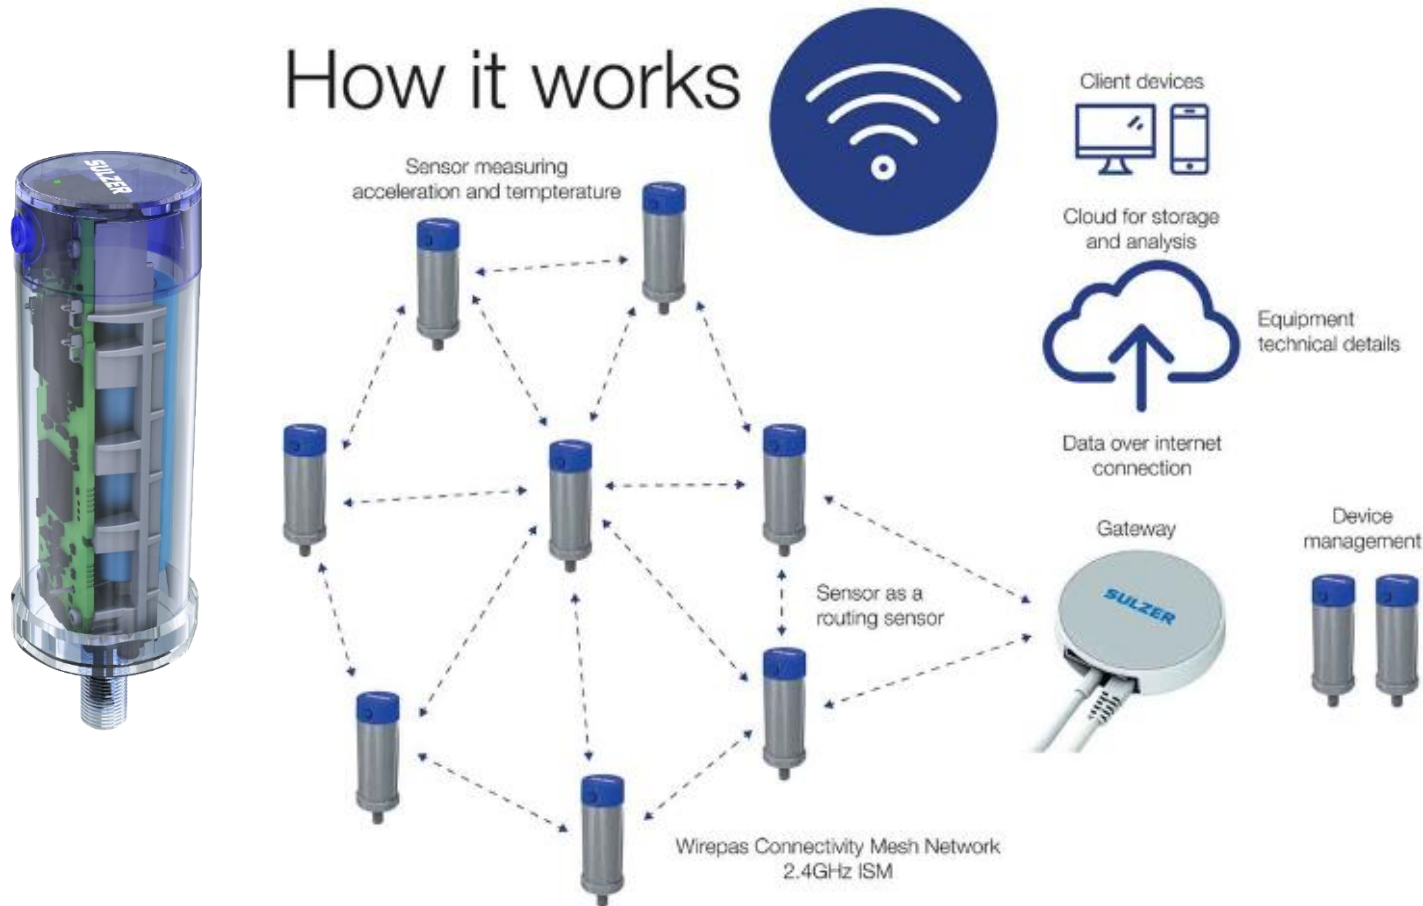 How it works
SULZER
Sensor measuring
acceleration and tempterature
Client devices
Cloud for storage
and analysis
Equipment
technical details
Data over internet
connection
Gateway
Device
management
SULZER
Sensor as a
routing sensor
Wirepas Connectivity Mesh Network
2.4GHz ISM